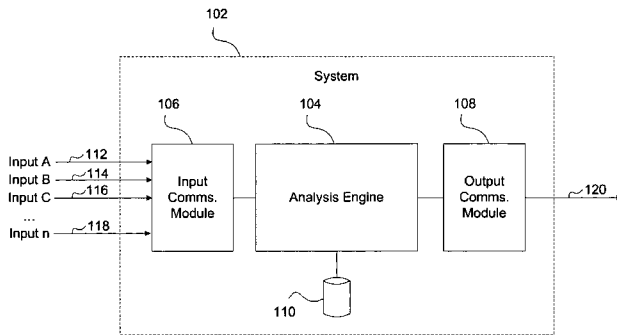 102
System
106
104
108
Input A
112
Input B
114
Input C
116
...
Input n
118
Input
Comms.
Module
Analysis Engine
Output
Comms.
Module
120
110